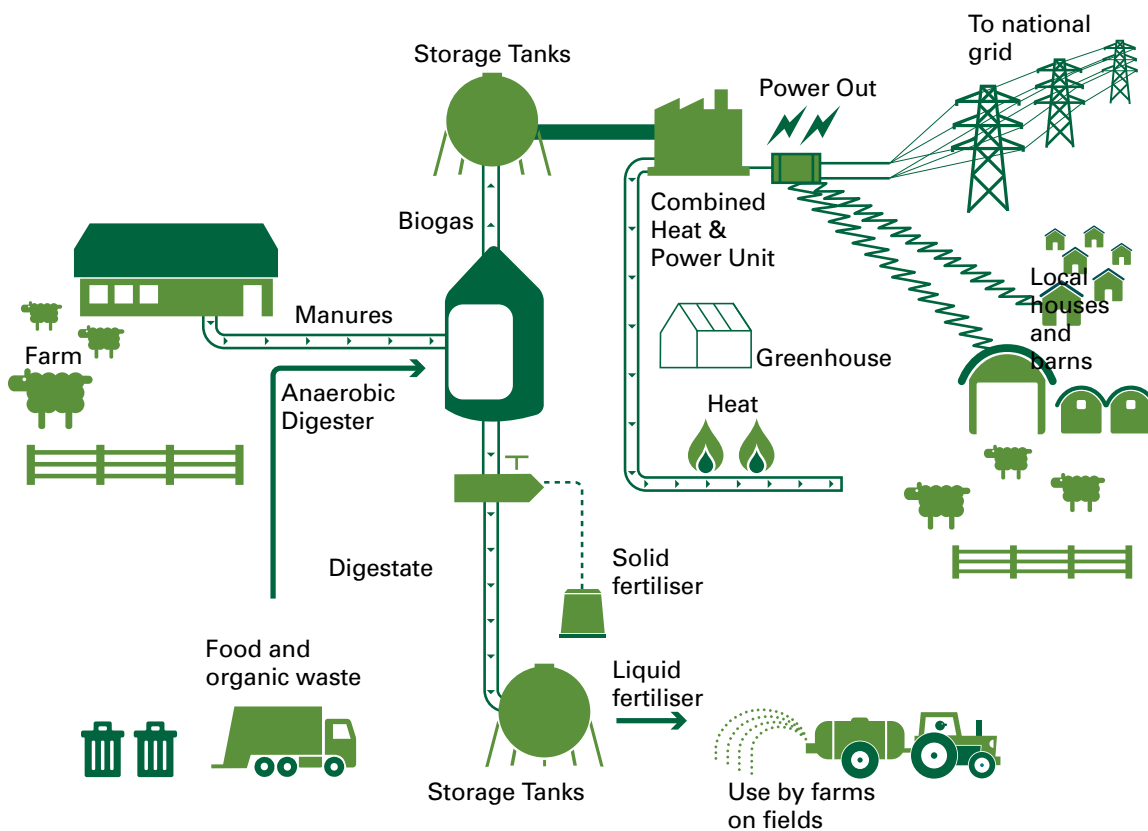 To national
grid
Storage Tanks
Power Out
Biogas
Combined
Heat &
Power Unit
Local
houses
and
barns
Manures
Farm
Greenhouse
Anaerobic
Digester
Heat
Digestate
Solid
fertiliser
Food and
organic waste
Liquid
fertiliser
Storage Tanks
Use by farms
on fields